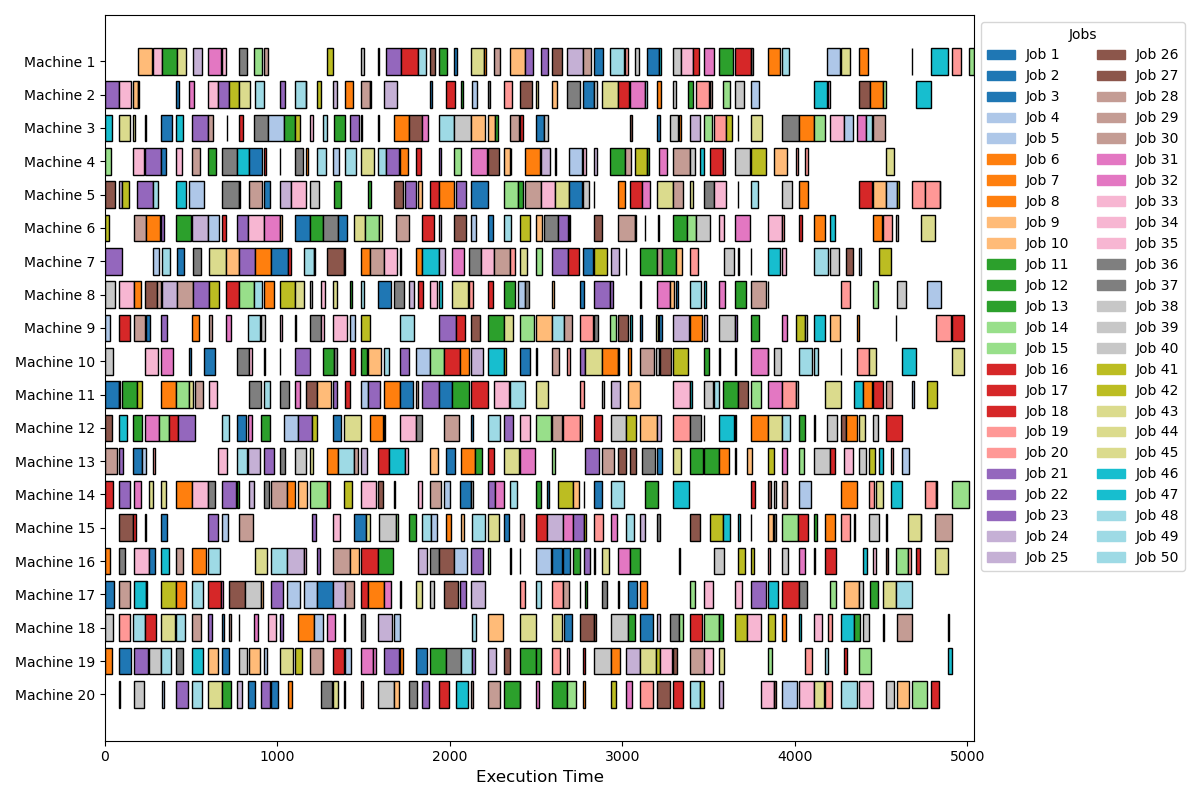 Machine 1
Machine 2
Machine 3
Machine 4
Machine 5
Machine 6
Machine 7
Machine 8
Machine 9
Machine 10
Machine 11
Machine 12
Machine 13
Machine 14
Machine 15
Machine 16
Machine 17
Machine 18
Machine 19
Machine 20
0 1000 2000 3000 4000 5000
Execution Time
Jobs
Job 1
Job 2
Job 3
Job 4
Job 5
Job 6
Job 7
Job 8
Job 9
Job 10
Job 11
Job 12
Job 13
Job 14
Job 15
Job 16
Job 17
Job 18
Job 19
Job 20
Job 21
Job 22
Job 23
Job 24
Job 25
Job 26
Job 27
Job 28
Job 29
Job 30
Job 31
Job 32
Job 33
Job 34
Job 35
Job 36
Job 37
Job 38
Job 39
Job 40
Job 41
Job 42
Job 43
Job 44
Job 45
Job 46
Job 47
Job 48
Job 49
Job 50